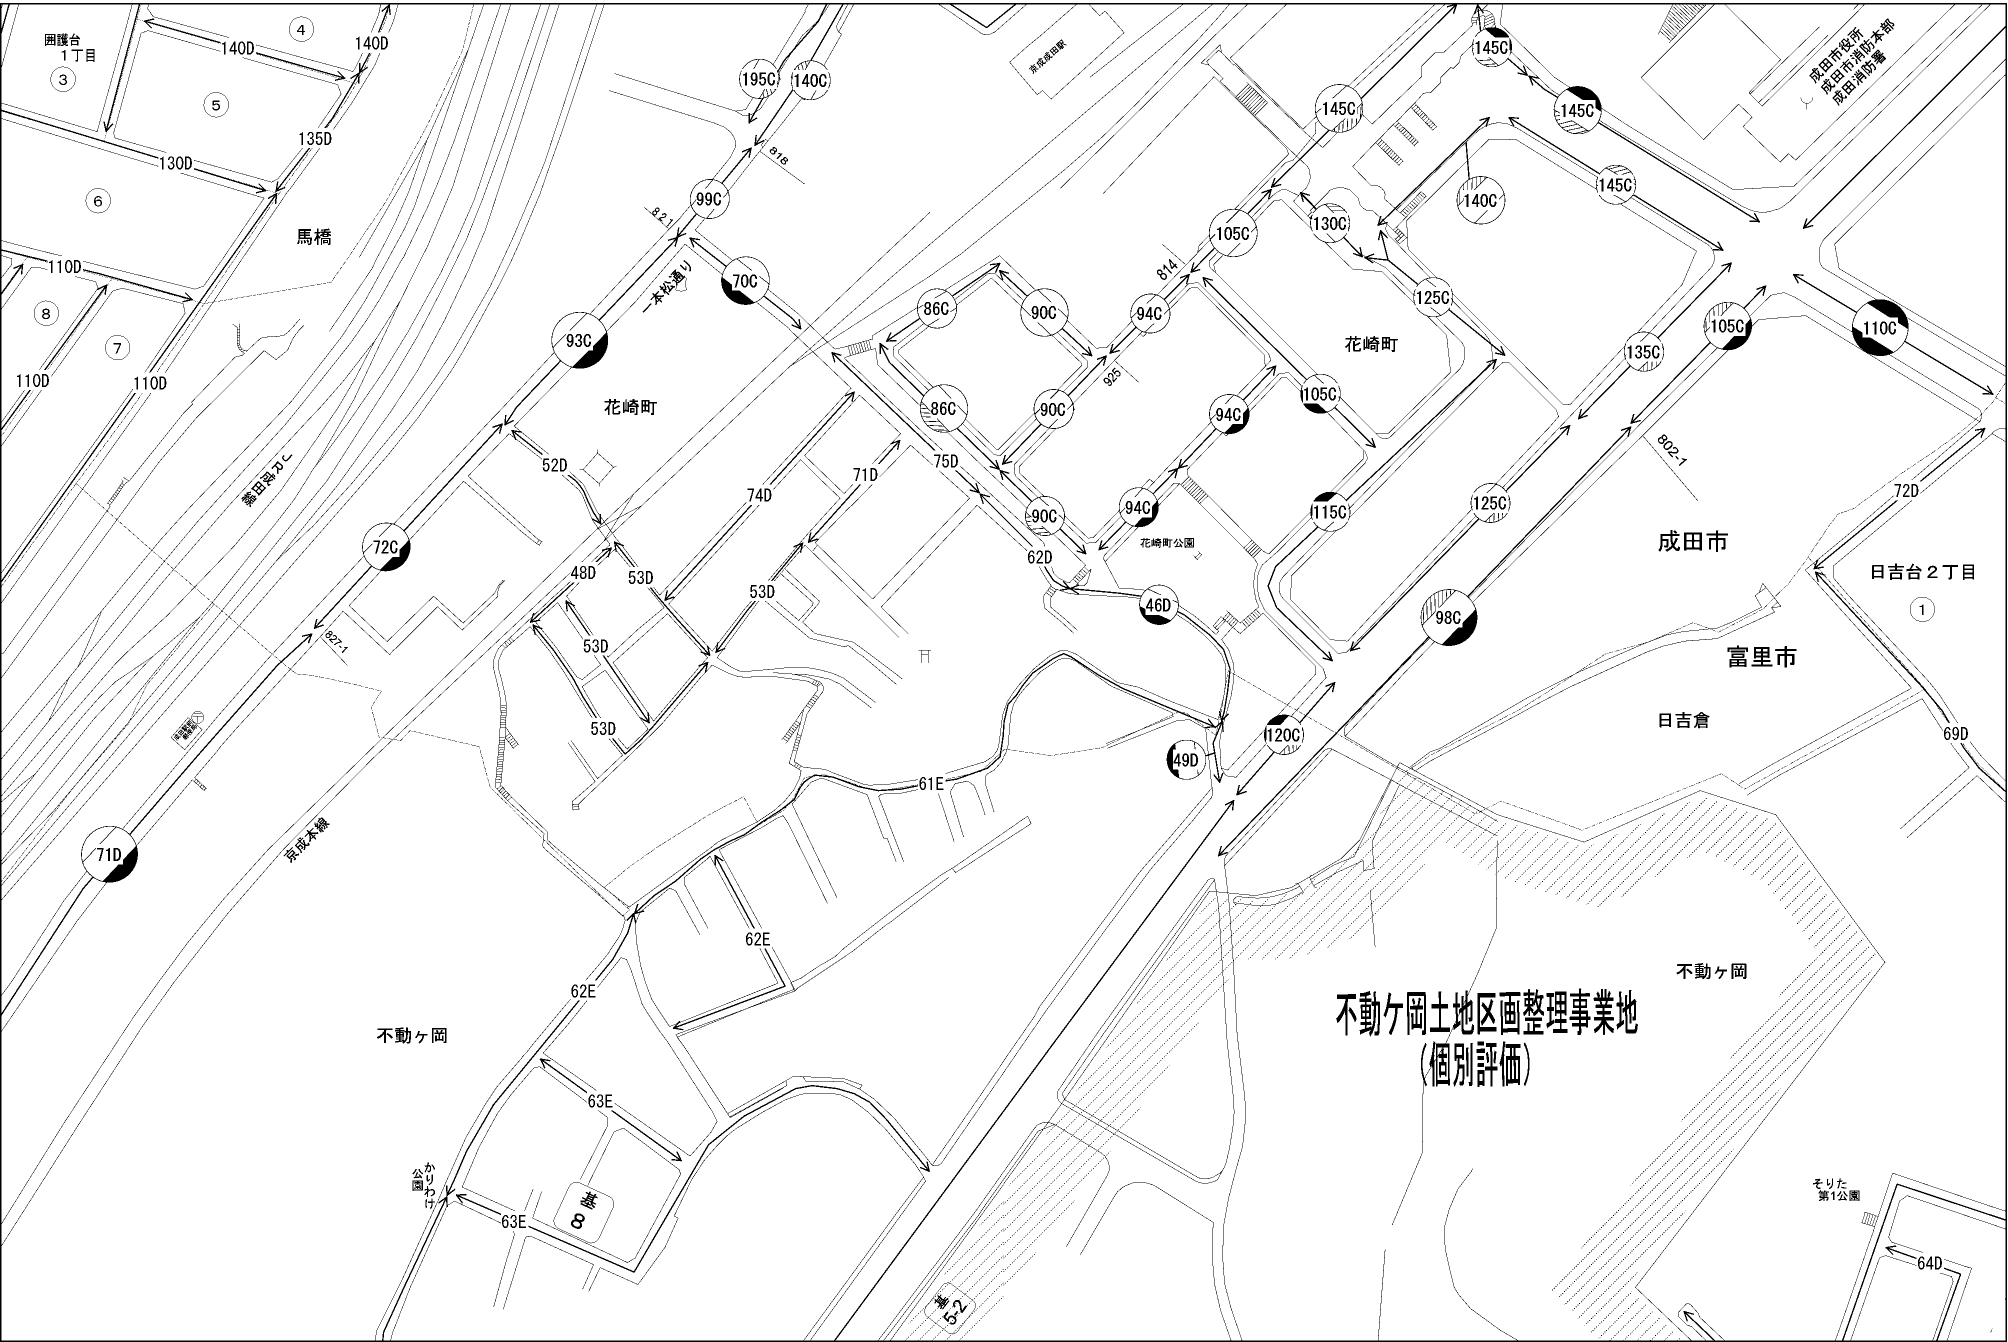 囲護台
1丁目
③
④
140D
140D
⑤
135D
130D
⑥
馬橋
110D
⑧
⑦
110D
110D
195C
140C
818
99C
821
70C
一本松通り
93C
花崎町
JR成田線
52D
72C
48D
53D
53D
53D
53D
74D
71D
75D
62D
827-1
71D
京成本線
京成成田駅
86C
90C
94C
86C
90C
925
90C
94C
94C
花崎町公園
46D
49D
61E
145C
105C
814
130C
140C
145C
145C
145C
成田市役所
成田市消防本部
成田消防署
125C
花崎町
105C
115C
135C
105C
110C
125C
802-1
98C
120C
成田市
72D
日吉台2丁目
①
富里市
日吉倉
69D
62E
62E
不動ヶ岡
63E
かりわけ
公園
63E
基
8
基
5-2
不動ヶ岡
不動ケ岡土地区画整理事業地
(個別評価)
そりた
第1公園
64D